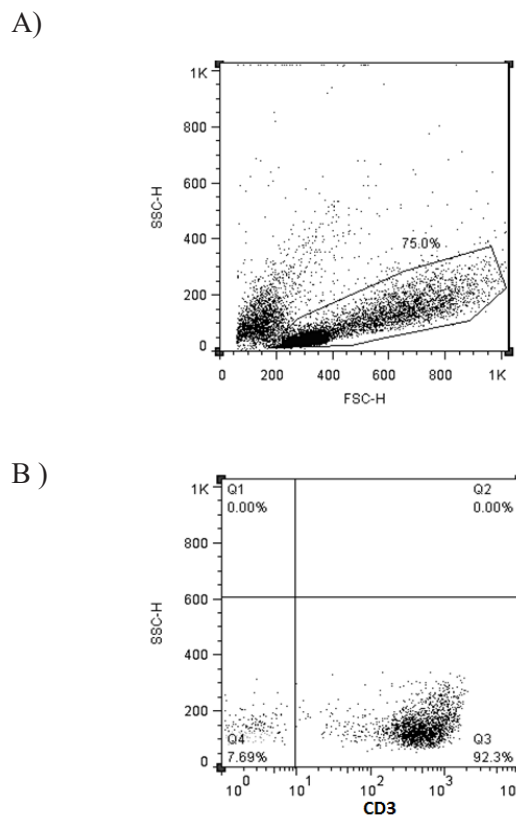 A)
1K
800
600
400
200
0
SSC-H
75.0%
0 200 400 600 800 1K
FSC-H
B )
Q1
0.00%
Q2
0.00%
1K
800
600
400
200
0
SSC-H
Q4
7.69%
Q3
92.3%
10^0 10^1 10^2 10^3
CD3